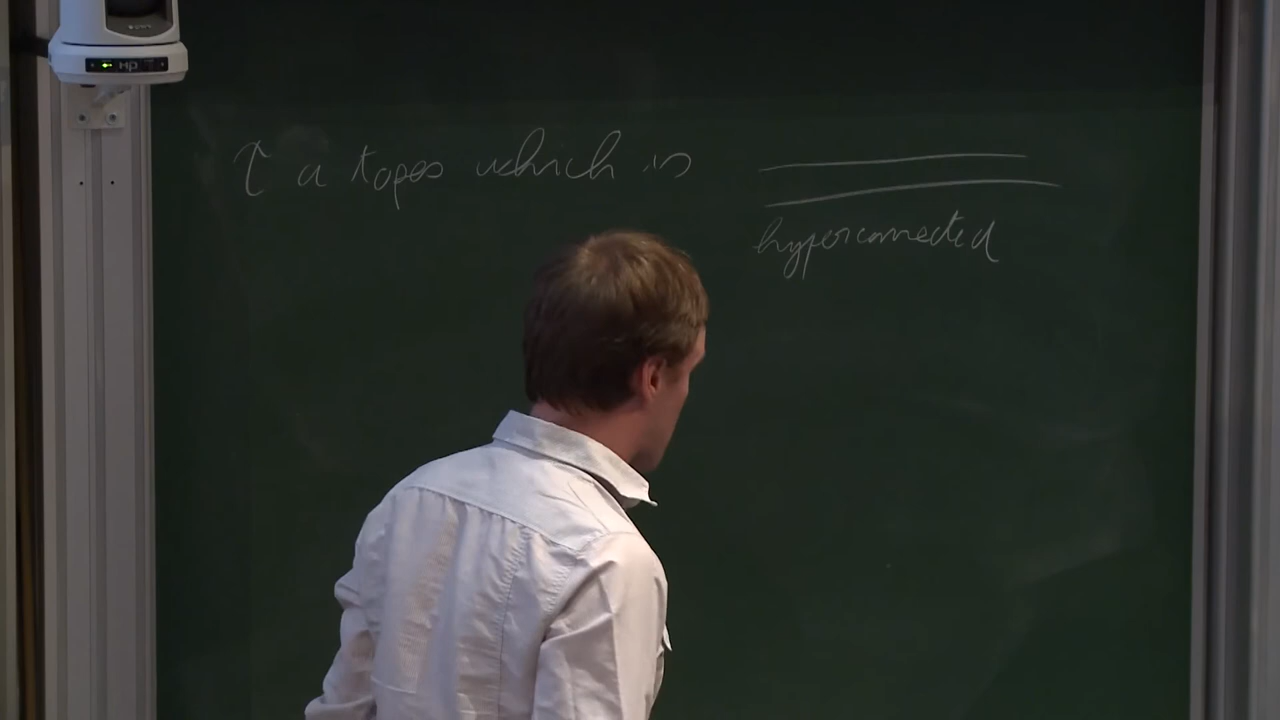 τ a topos which is
hyperconnected